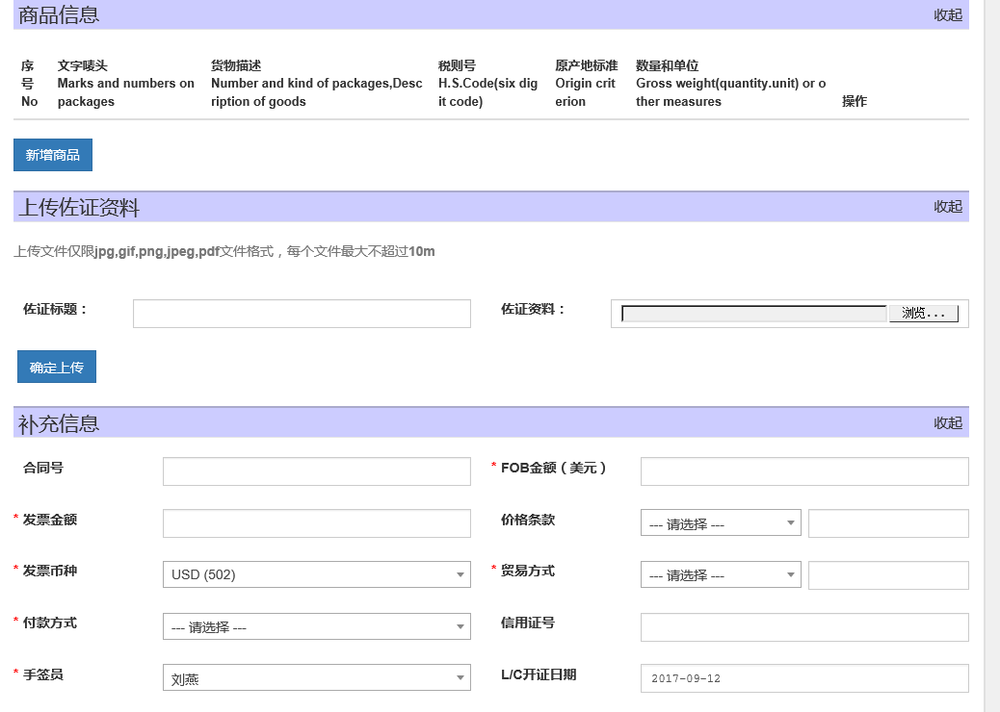 商品信息 收起
序 文字唛头 货物描述 税则号 原产地标准 数量和单位
号 Marks and numbers on Number and kind of packages,Desc H.S.Code(six dig Origin crit Gross weight(quantity.unit) or o
No packages ription of goods it code) erion ther measures 操作
新增商品
上传佐证资料 收起
上传文件仅限jpg,gif,png,jpeg,pdf文件格式，每个文件最大不超过10m
佐证标题： 佐证资料： 浏览...
确定上传
补充信息 收起
合同号 * FOB金额（美元）
* 发票金额 价格条款 --- 请选择 ---
* 发票币种 USD (502) * 贸易方式 --- 请选择 ---
* 付款方式 --- 请选择 --- 信用证号
* 手签员 刘燕 L/C开证日期 2017-09-12